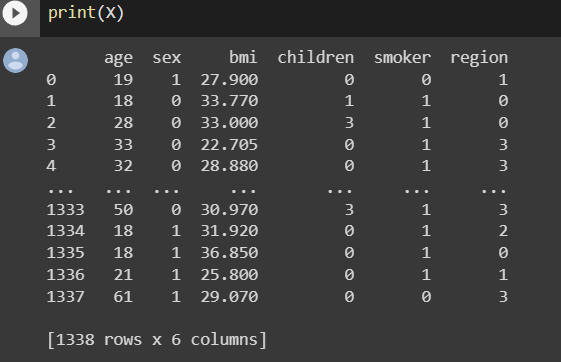 print(X)
age sex bmi children smoker region
0 19 1 27.900 0 0 1
1 18 0 33.770 1 1 0
2 28 0 33.000 3 1 0
3 33 0 22.705 0 1 3
4 32 0 28.880 0 1 3
... ... ... ... ... ... ...
1333 50 0 30.970 3 1 3
1334 18 1 31.920 0 1 2
1335 18 1 36.850 0 1 0
1336 21 1 25.800 0 1 1
1337 61 1 29.070 0 0 3
[1338 rows x 6 columns]